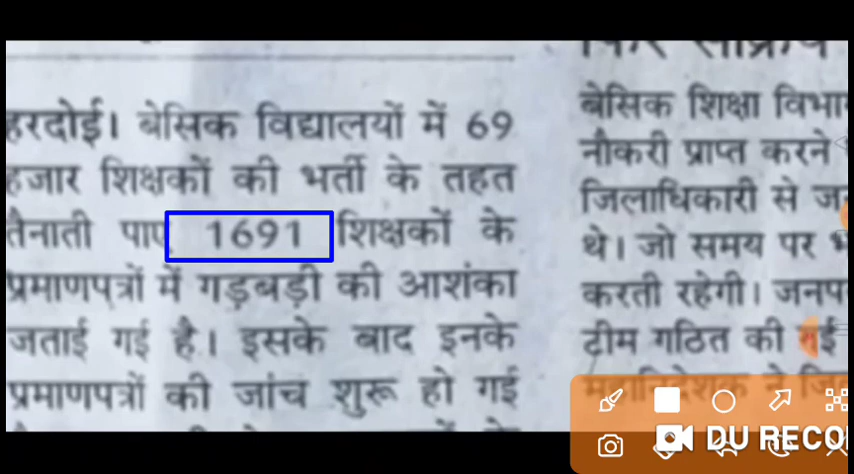 हरदोई। बेसिक विद्यालयों में 69
हजार शिक्षकों की भर्ती के तहत
तैनाती पाए 1691 शिक्षकों के
प्रमाणपत्रों में गड़बड़ी की आशंका
जताई गई है। इसके बाद इनके
प्रमाणपत्रों की जांच शुरू हो गई
बेसिक शिक्षा
नौकरी प्राप्त करने
जिलाधिकारी से
थे। जो समय पर
करती रहेगी।
टीम गठित की गई
DU RECO